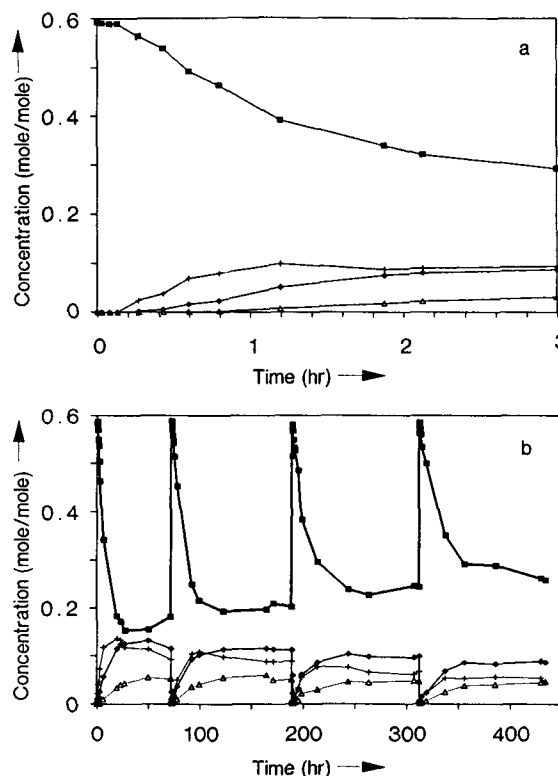 0.6
a
0.4
0.2
0
Concentration (mole/mole)
0 1 2 3
Time (hr)
0.6
b
0.4
0.2
0
Concentration (mole/mole)
0 100 200 300 400
Time (hr)